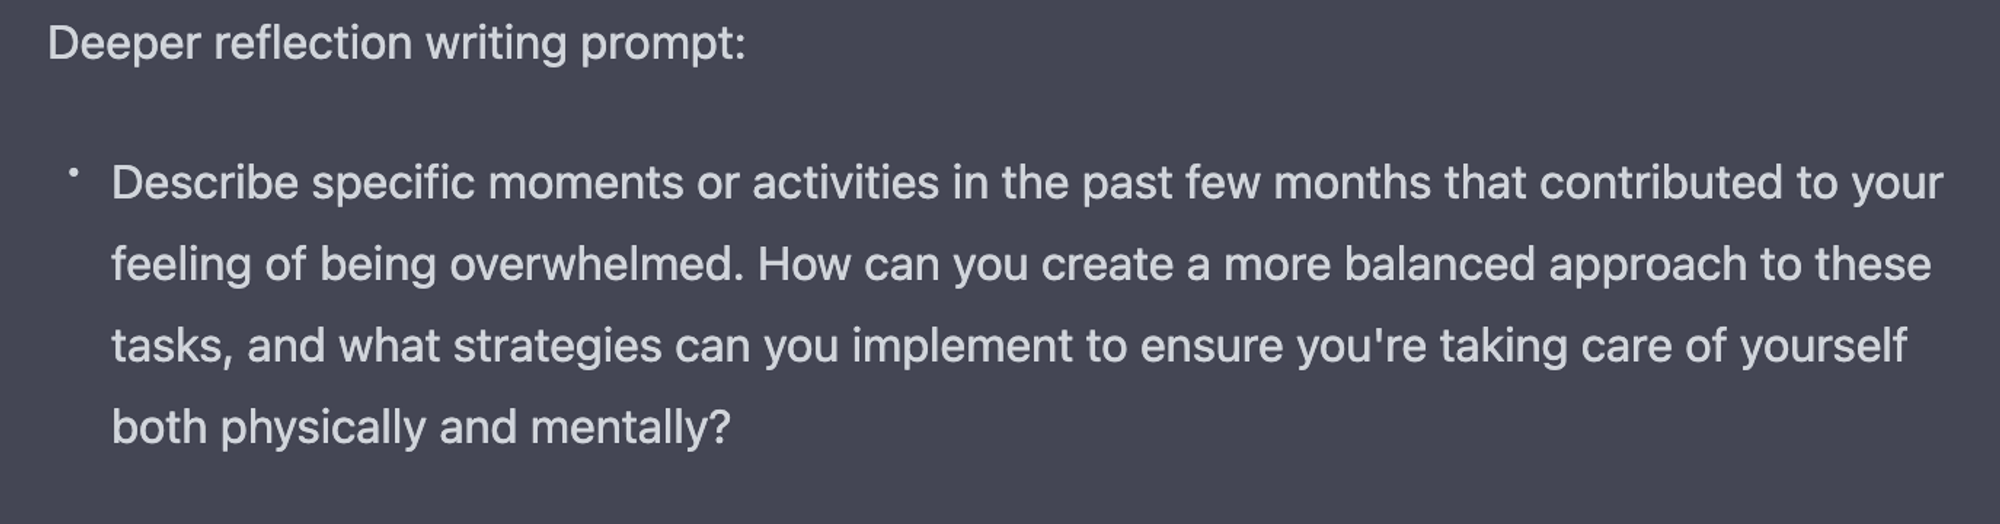 Deeper reflection writing prompt:
• Describe specific moments or activities in the past few months that contributed to your
feeling of being overwhelmed. How can you create a more balanced approach to these
tasks, and what strategies can you implement to ensure you're taking care of yourself
both physically and mentally?